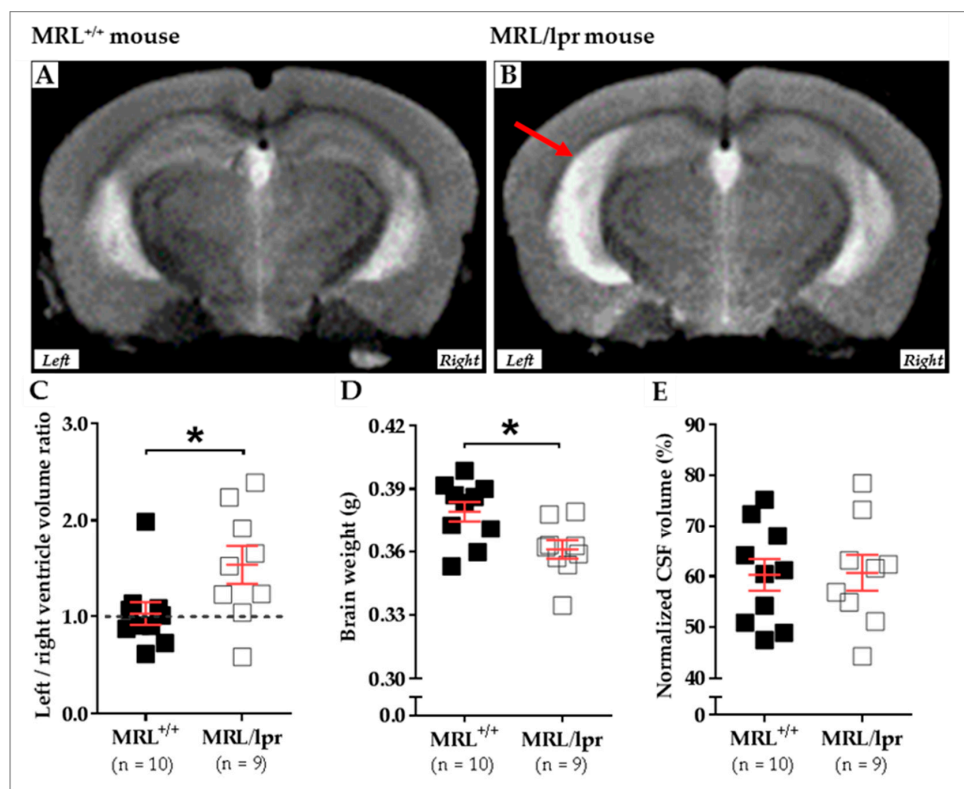 MRL+/+ mouse
MRL/lpr mouse
A
B
Left
Right
Left
Right
C
Left / right ventricle volume ratio
3.0
2.0
1.0
0.0
*
MRL+/+
MRL/lpr
(n = 10)
(n = 9)
D
Brain weight (g)
0.42
0.39
0.36
0.33
0.30
0.0
*
MRL+/+
MRL/lpr
(n = 10)
(n = 9)
E
Normalized CSF volume (%)
90
80
70
60
50
40
0
MRL+/+
MRL/lpr
(n = 10)
(n = 9)